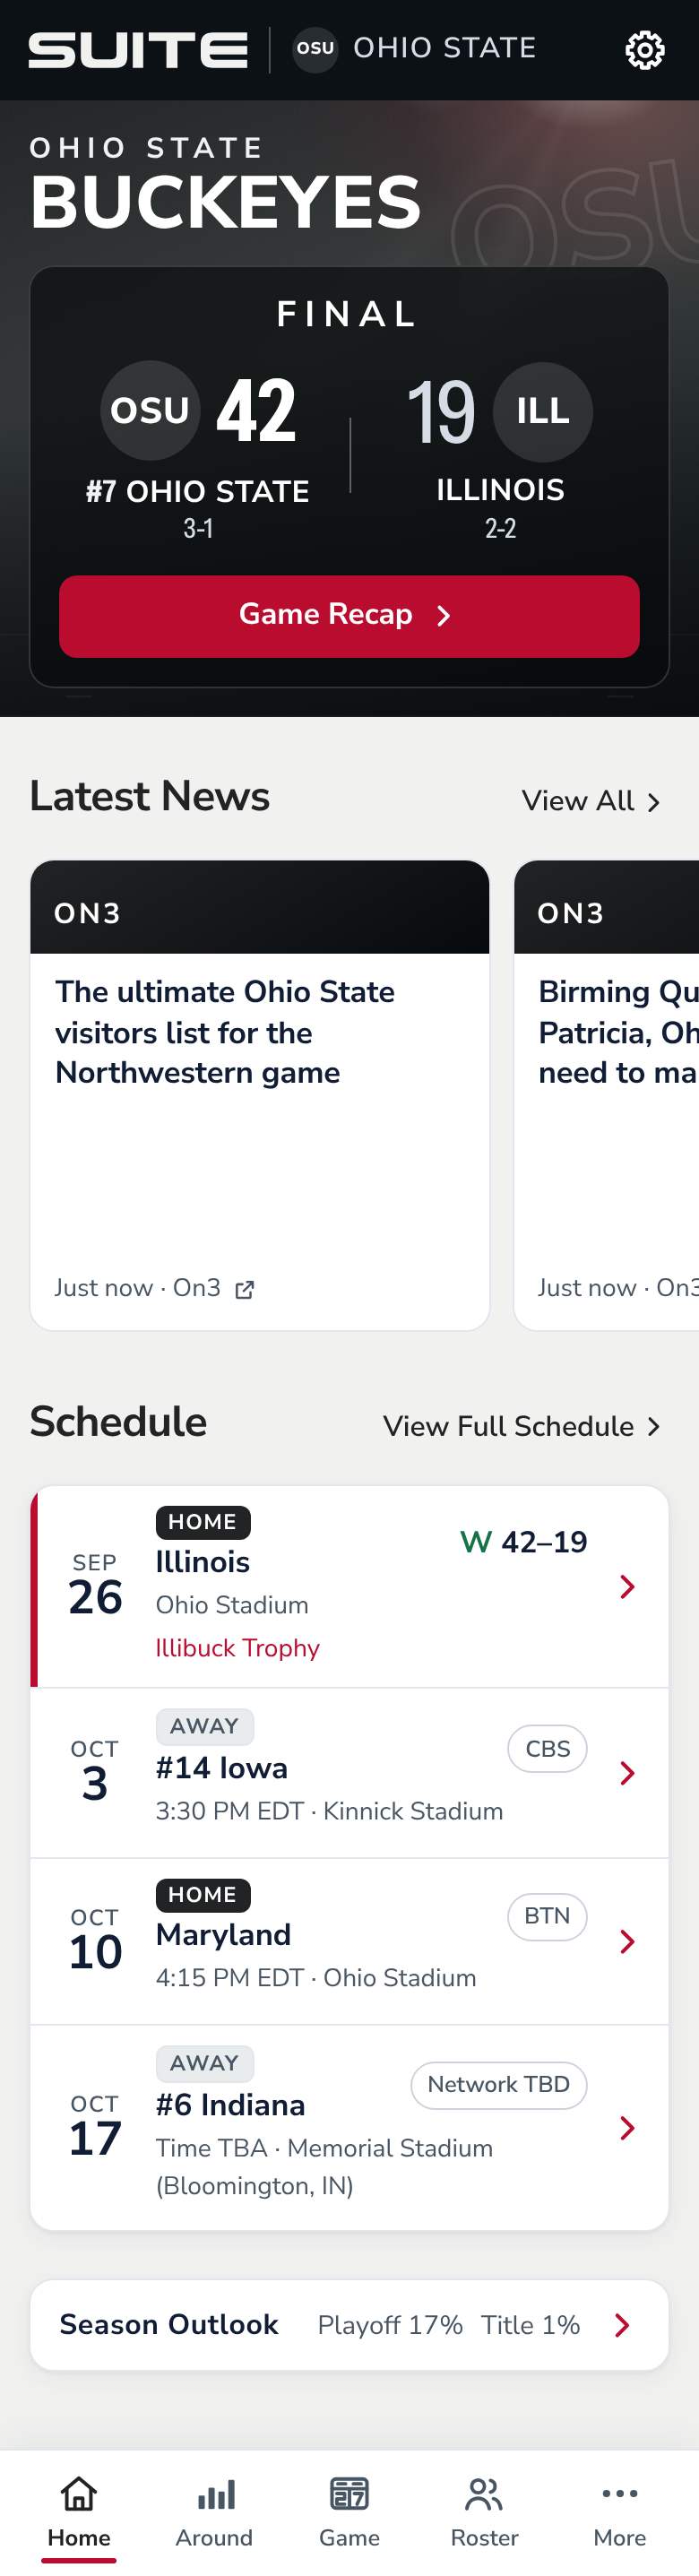 SUITE
OSU OHIO STATE
OHIO STATE
BUCKEYES
OSU
FINAL
OSU 42 19 ILL
#7 OHIO STATE ILLINOIS
3-1 2-2
Game Recap
Latest News View All
ON3 ON3
The ultimate Ohio State Birming Qu
visitors list for the Patricia, Oh
Northwestern game need to ma
Just now · On3 Just now · On3
Schedule View Full Schedule
HOME
SEP W 42–19
26 Illinois
Ohio Stadium
Illibuck Trophy
AWAY
OCT CBS
3 #14 Iowa
3:30 PM EDT · Kinnick Stadium
HOME
OCT BTN
10 Maryland
4:15 PM EDT · Ohio Stadium
AWAY
OCT Network TBD
17 #6 Indiana
Time TBA · Memorial Stadium
(Bloomington, IN)
Season Outlook Playoff 17% Title 1%
27
Home Around Game Roster More